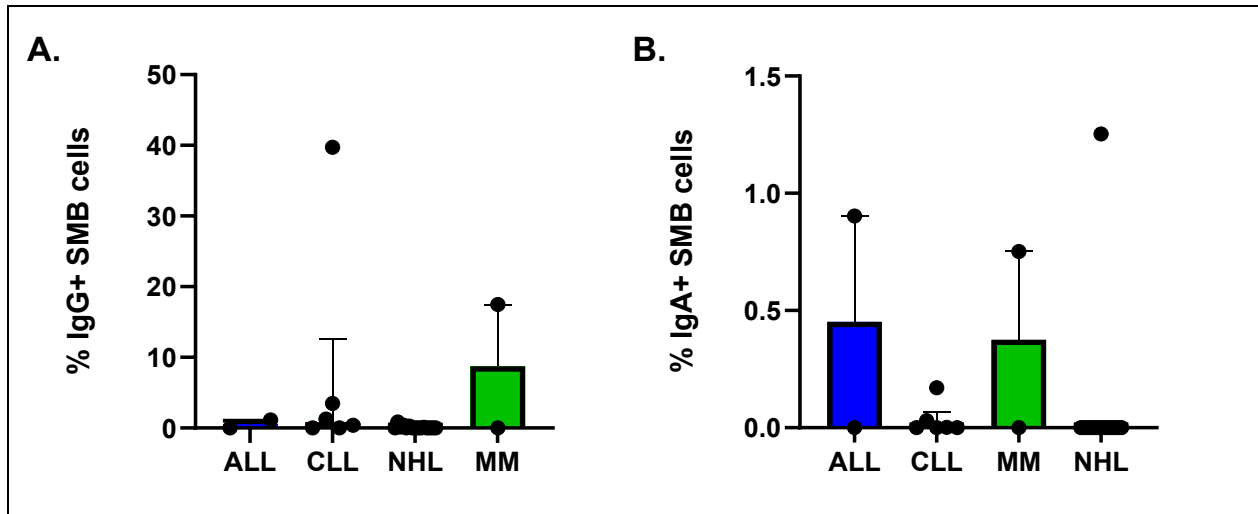 A.
% IgG+ SMB cells
50
40
30
20
10
0
ALL CLL NHL MM
B.
% IgA+ SMB cells
1.5
1.0
0.5
0.0
ALL CLL MM NHL